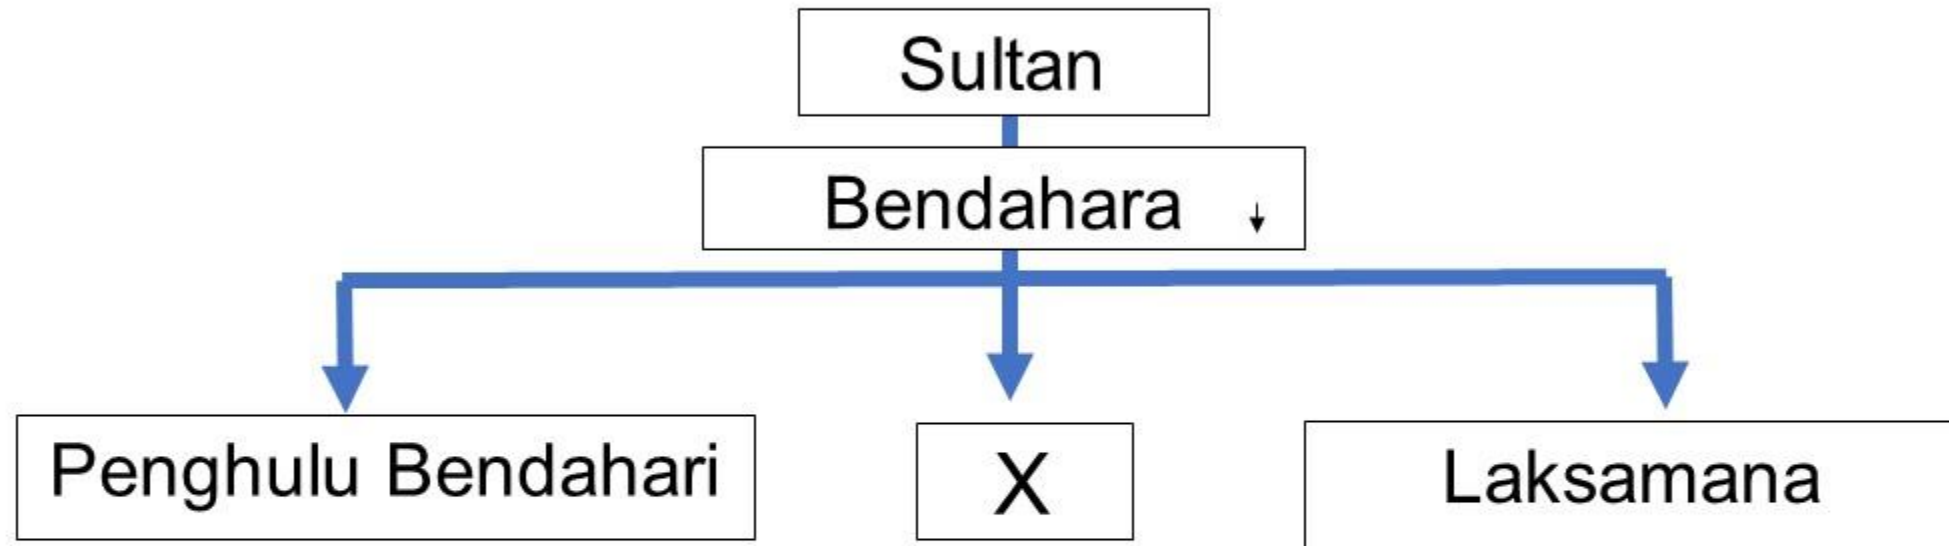 Sultan
Bendahara
Penghulu Bendahari
X
Laksamana